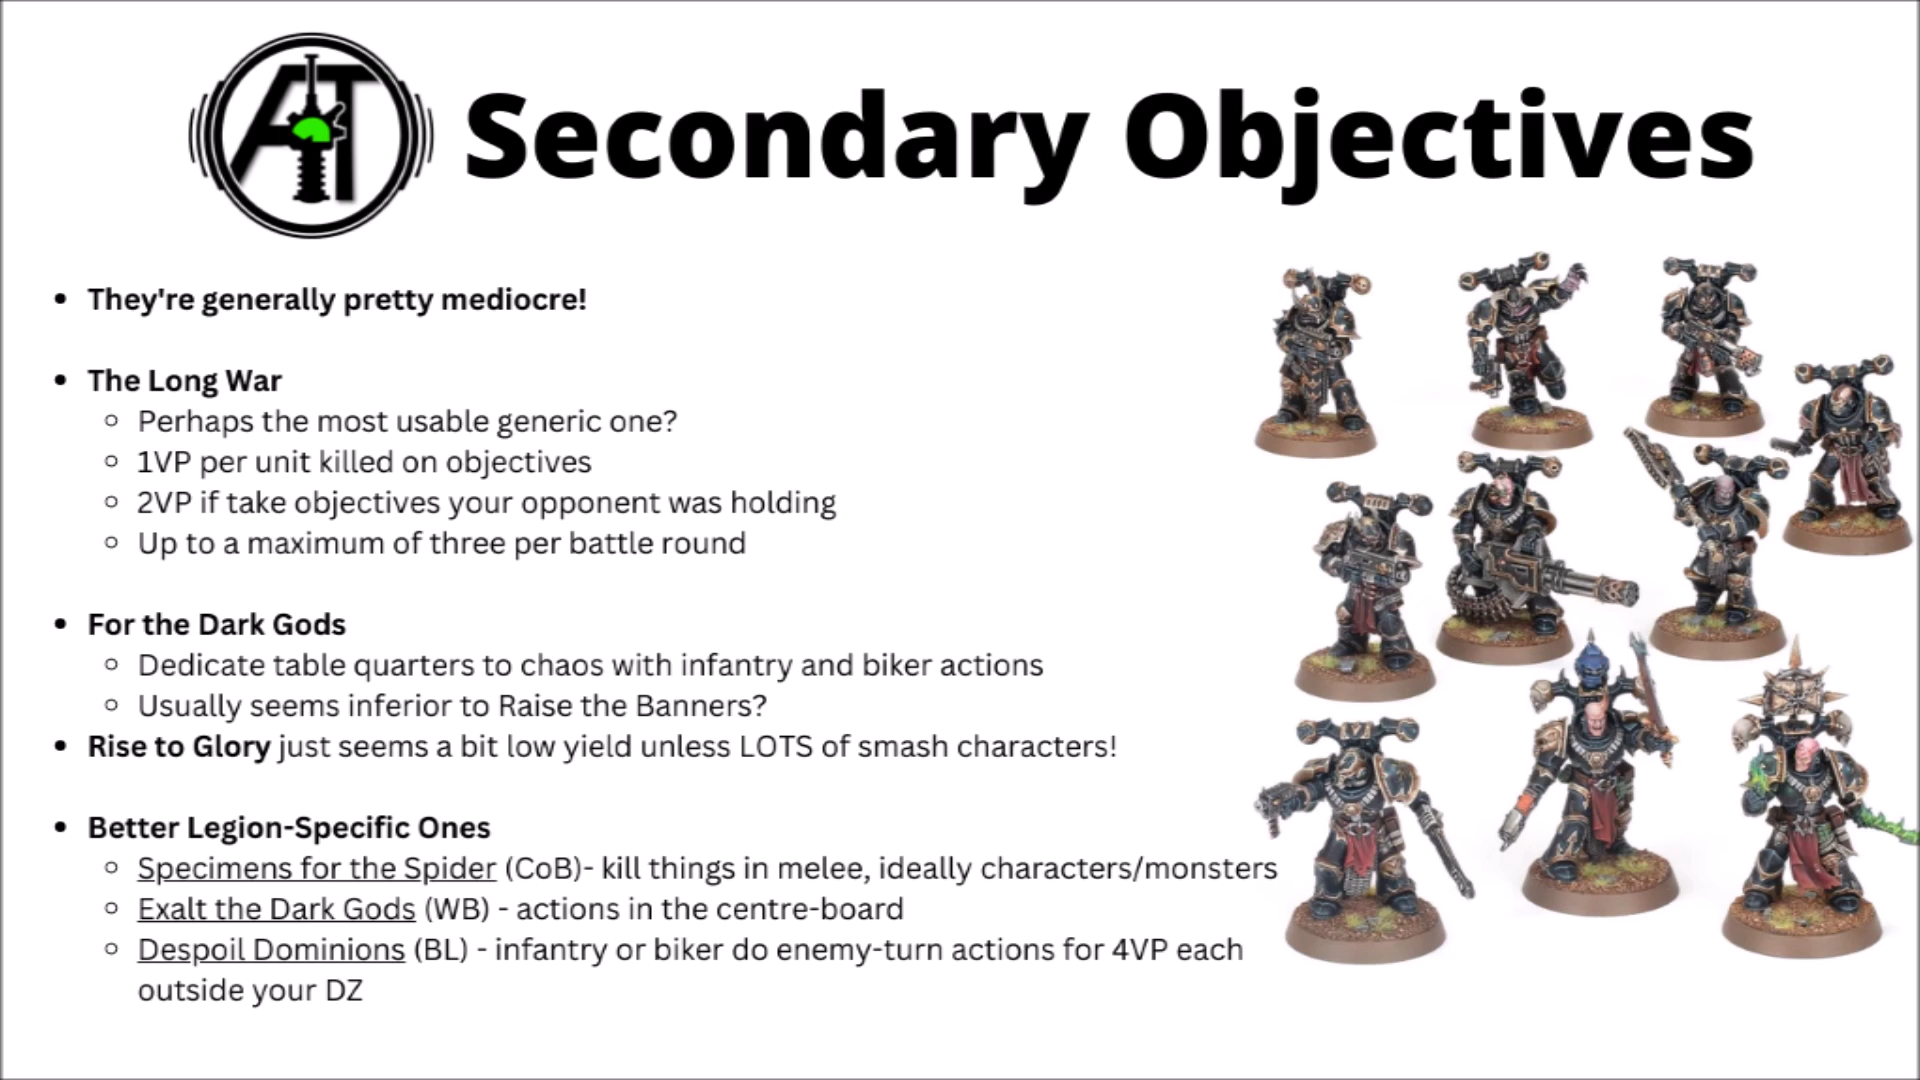 AT
Secondary Objectives
They're generally pretty mediocre!
The Long War
Perhaps the most usable generic one?
1VP per unit killed on objectives
2VP if take objectives your opponent was holding
Up to a maximum of three per battle round
For the Dark Gods
Dedicate table quarters to chaos with infantry and biker actions
Usually seems inferior to Raise the Banners?
Rise to Glory just seems a bit low yield unless LOTS of smash characters!
Better Legion-Specific Ones
Specimens for the Spider (CoB)- kill things in melee, ideally characters/monsters
Exalt the Dark Gods (WB) - actions in the centre-board
Despoil Dominions (BL) - infantry or biker do enemy-turn actions for 4VP each
outside your DZ